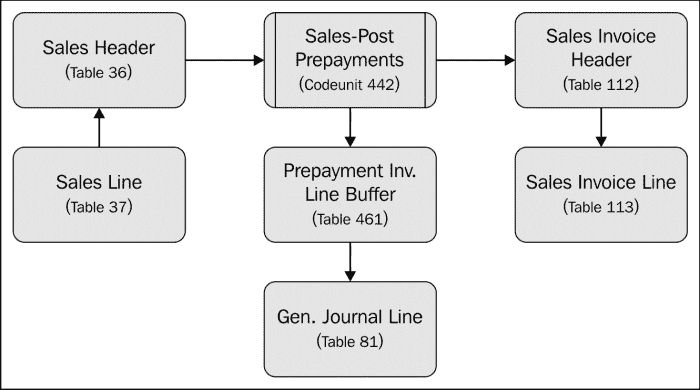 Sales Header
(Table 36)
Sales-Post
Prepayments
(Codeunit 442)
Sales Invoice
Header
(Table 112)
Sales Line
(Table 37)
Prepayment Inv.
Line Buffer
(Table 461)
Sales Invoice Line
(Table 113)
Gen. Journal Line
(Table 81)